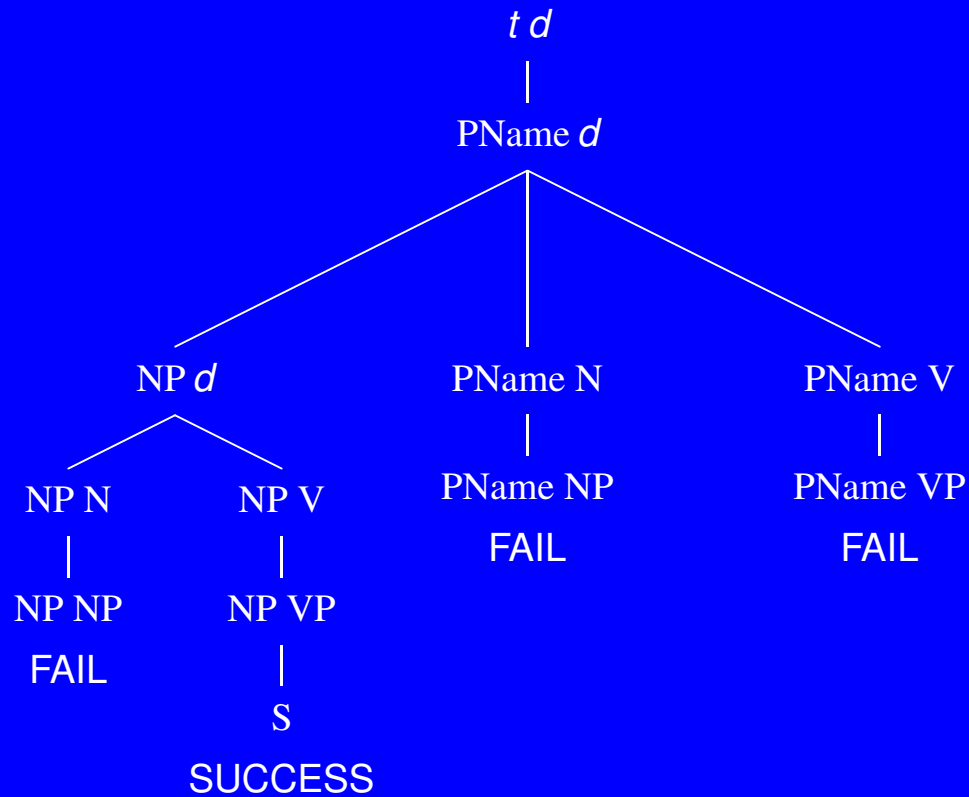 t d
PName d
NP d PName N PName V
NP N NP V PName NP PName VP
FAIL FAIL
NP NP NP VP
FAIL
S
SUCCESS